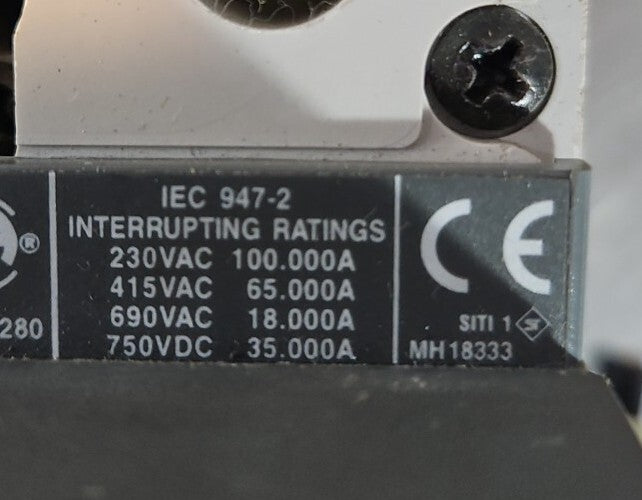 IEC 947-2
INTERRUPTING RATINGS
230VAC 100.000A
415VAC 65.000A
690VAC 18.000A
750VDC 35.000A
®
280
CE
SITI 1
MH18333